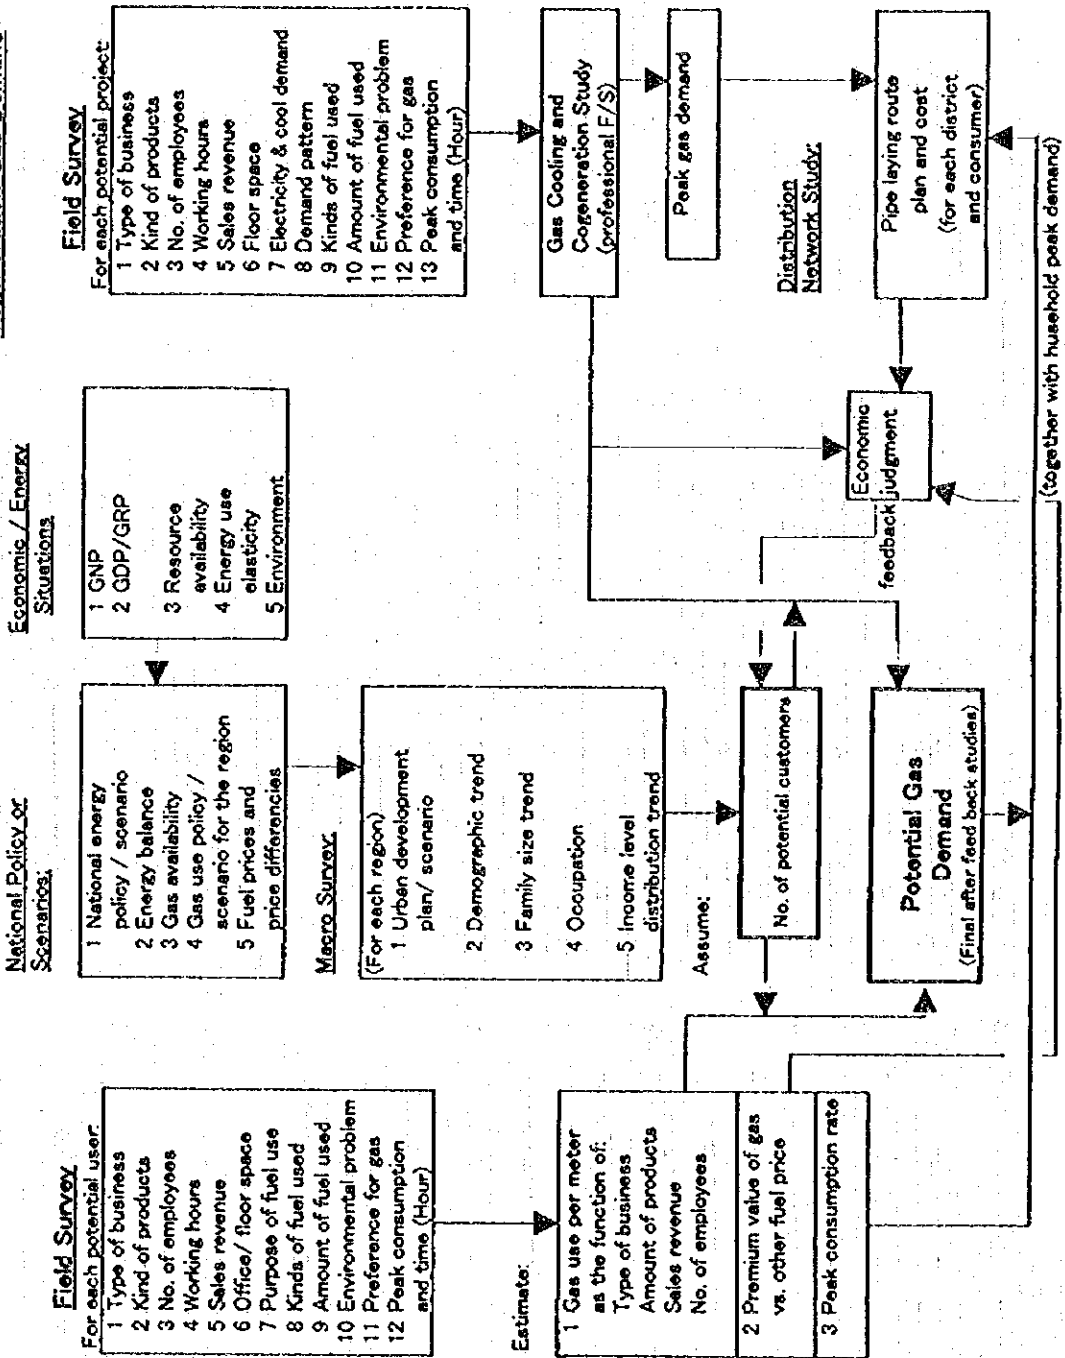 Field Survey
For each potential user:
1 Type of business
2 Kind of products
3 No. of employees
4 Working hours
5 Sales revenue
6 Office/ floor space
7 Purpose of fuel use
8 Kinds of fuel used
9 Amount of fuel used
10 Environmental problem
11 Preference for gas
12 Peak consumption
and time (Hour)
Estimate:
1 Gas use per meter
as the function of:
Type of business
Amount of products
Sales revenue
No. of employees
2 Premium value of gas
vs. other fuel price
3 Peak consumption rate
National Policy or
Scenarios:
1 National energy
policy / scenario
2 Energy balance
3 Gas availability
4 Gas use policy /
scenario for the region
5 Fuel prices and
price differencies
Macro Survey
(For each region)
1 Urban development
plan/ scenario
2 Demographic trend
3 Family size trend
4 Occupation
5 Income level
distribution trend
Assume:
No. of potential customers
Potential Gas
Demand
(Final after feed back studies)
Economic / Energy
Situations
1 GNP
2 GDP/GRP
3 Resource
availability
4 Energy use
elasticity
5 Environment
feedback
Economic
judgment
Field Survey
For each potential project:
1 Type of business
2 Kind of products
3 No. of employees
4 Working hours
5 Sales revenue
6 Floor space
7 Electricity & cool demand
8 Demand pattern
9 Kinds of fuel used
10 Amount of fuel used
11 Environmental problem
12 Preference for gas
13 Peak consumption
and time (Hour)
Gas Cooling and
Cogeneration Study
(professional F/S)
Peak gas demand
Distribution
Network Study:
Pipe laying route
plan and cost
(for each district
and consumer)
(together with husehold peak demand)